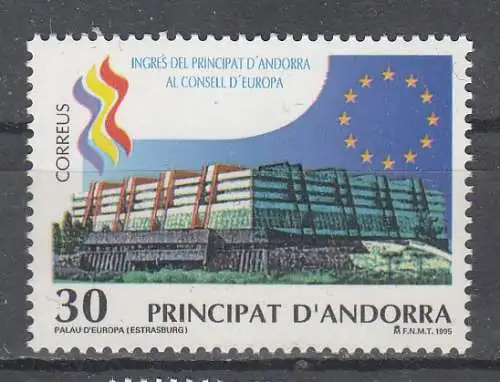 INGRÉS DEL PRINCIPAT D'ANDORRA
AL CONSELL D'EUROPA
CORREUS
30 PRINCIPAT D'ANDORRA
PALAU D'EUROPA (ESTRASBURG) F.N.M.T. 1995